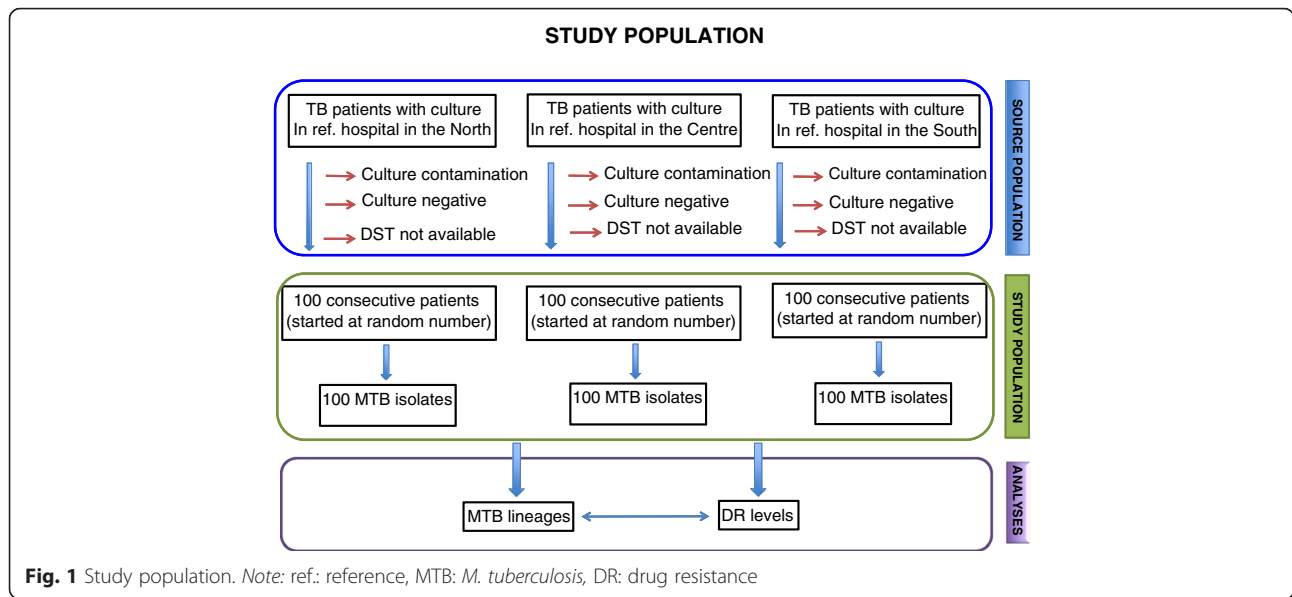 STUDY POPULATION
TB patients with culture
In ref. hospital in the North
TB patients with culture
In ref. hospital in the Centre
TB patients with culture
In ref. hospital in the South
Culture contamination
Culture negative
DST not available
Culture contamination
Culture negative
DST not available
Culture contamination
Culture negative
DST not available
SOURCE POPULATION
100 consecutive patients
(started at random number)
100 consecutive patients
(started at random number)
100 consecutive patients
(started at random number)
100 MTB isolates
100 MTB isolates
100 MTB isolates
STUDY POPULATION
MTB lineages
DR levels
ANALYSES
Fig. 1 Study population. Note: ref.: reference, MTB: M. tuberculosis, DR: drug resistance